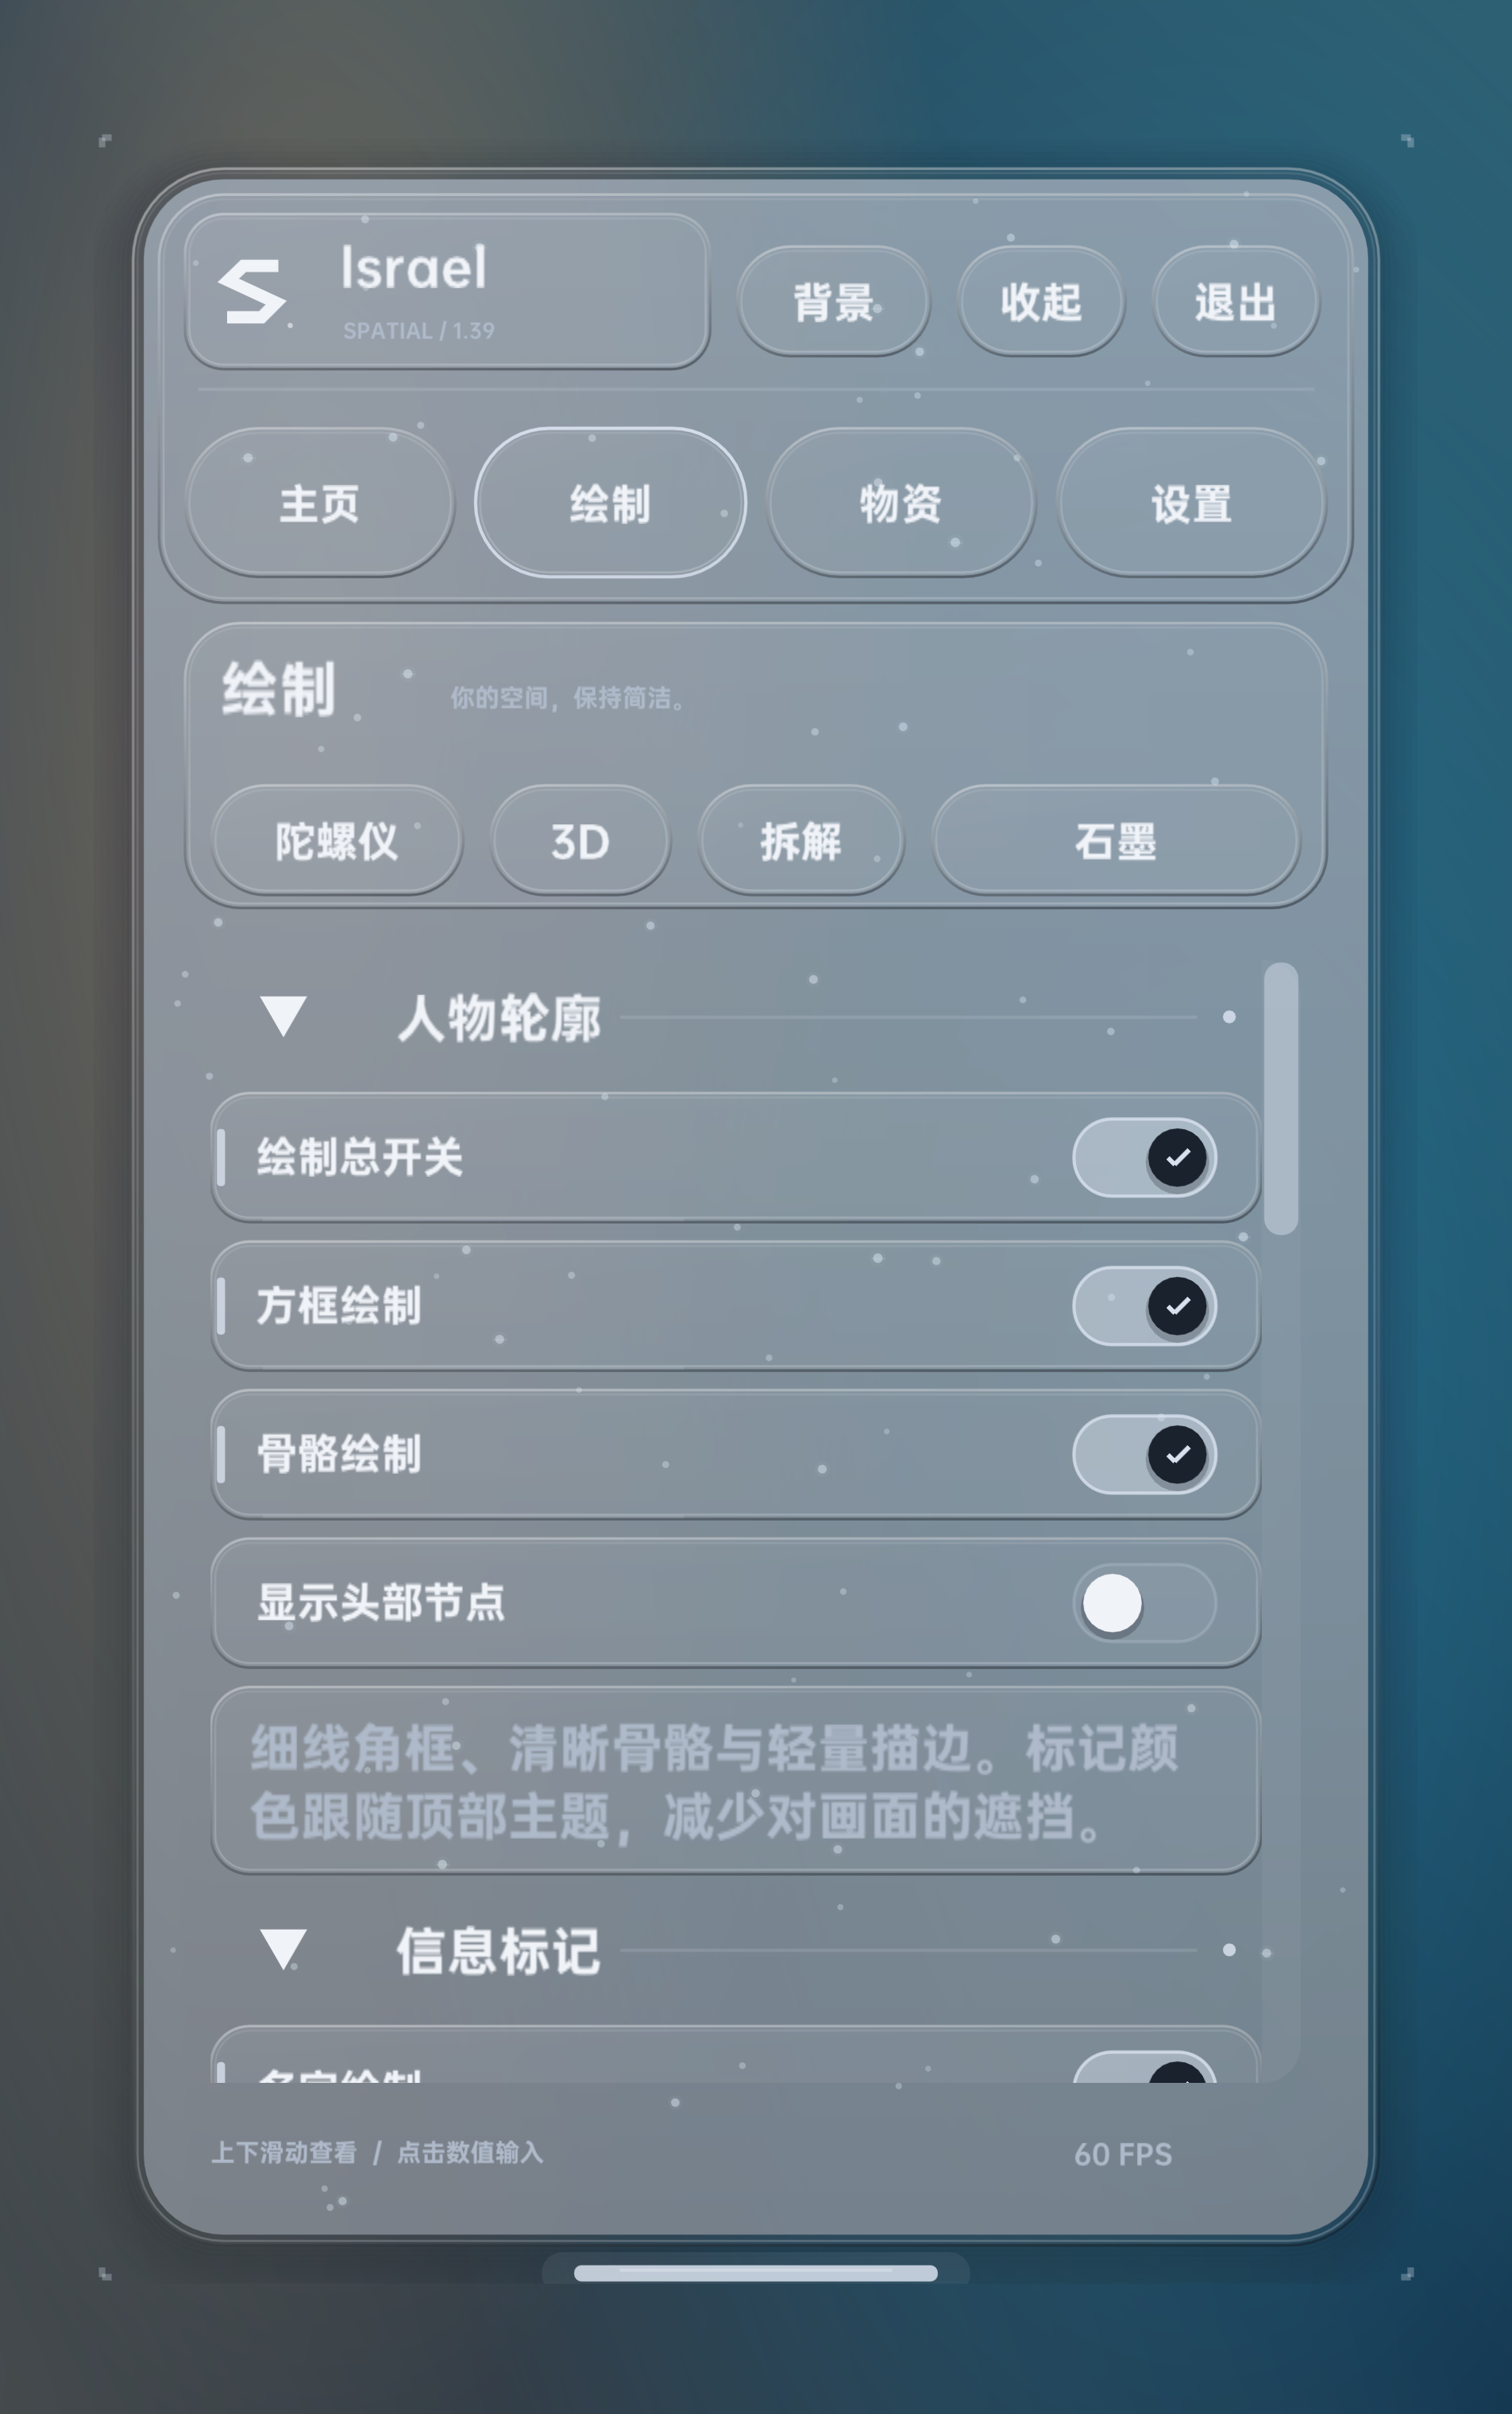 Israel
SPATIAL / 1.39
背景
收起
退出
主页
绘制
物资
设置
绘制
你的空间，保持简洁。
陀螺仪
3D
拆解
石墨
人物轮廓
绘制总开关
方框绘制
骨骼绘制
显示头部节点
细线角框、清晰骨骼与轻量描边。标记颜
色跟随顶部主题，减少对画面的遮挡。
信息标记
上下滑动查看 / 点击数值输入
60 FPS